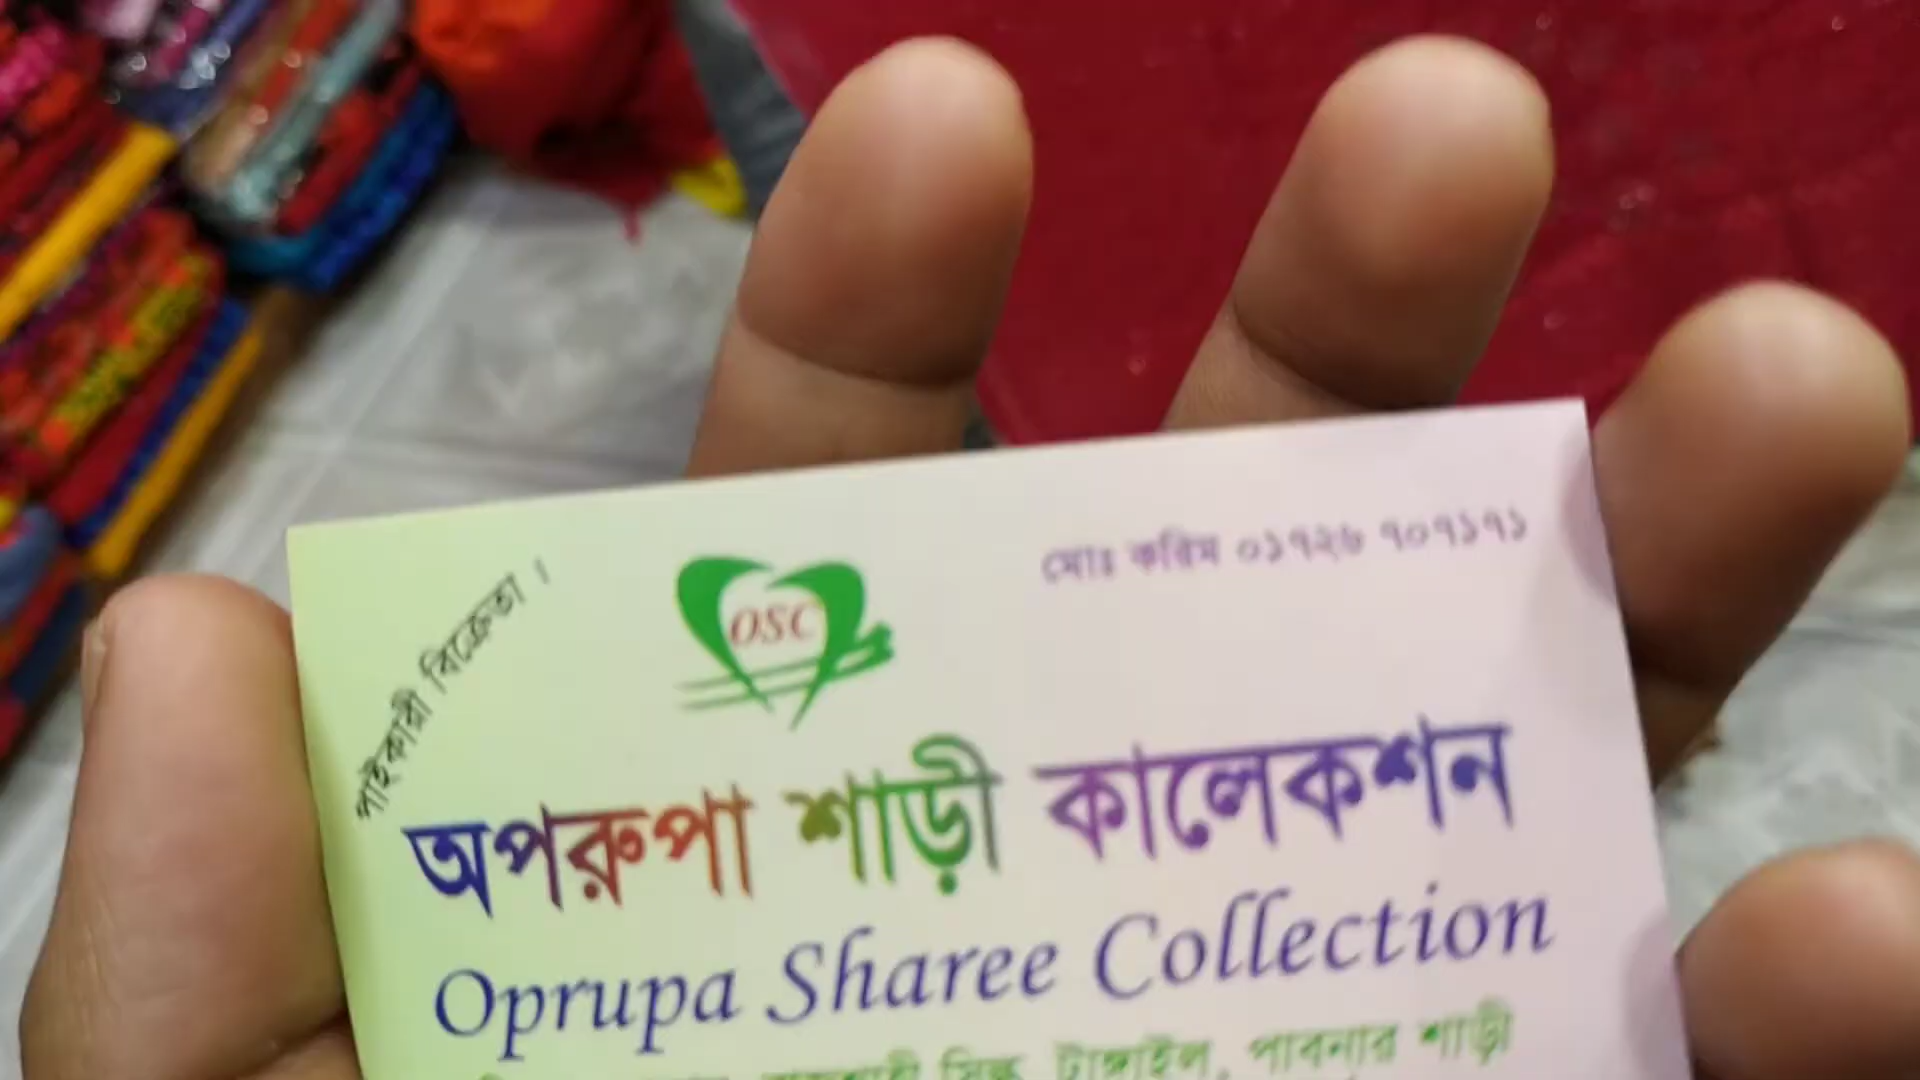 পাইকারী বিক্রেতা ।
OSC
মোঃ করিম ০১৭২৬ ৭০৭১৭১
অপরুপা শাড়ী কালেকশন
Oprupa Sharee Collection
সিল্ক, টাঙ্গাইল, পাবনার শাড়ী